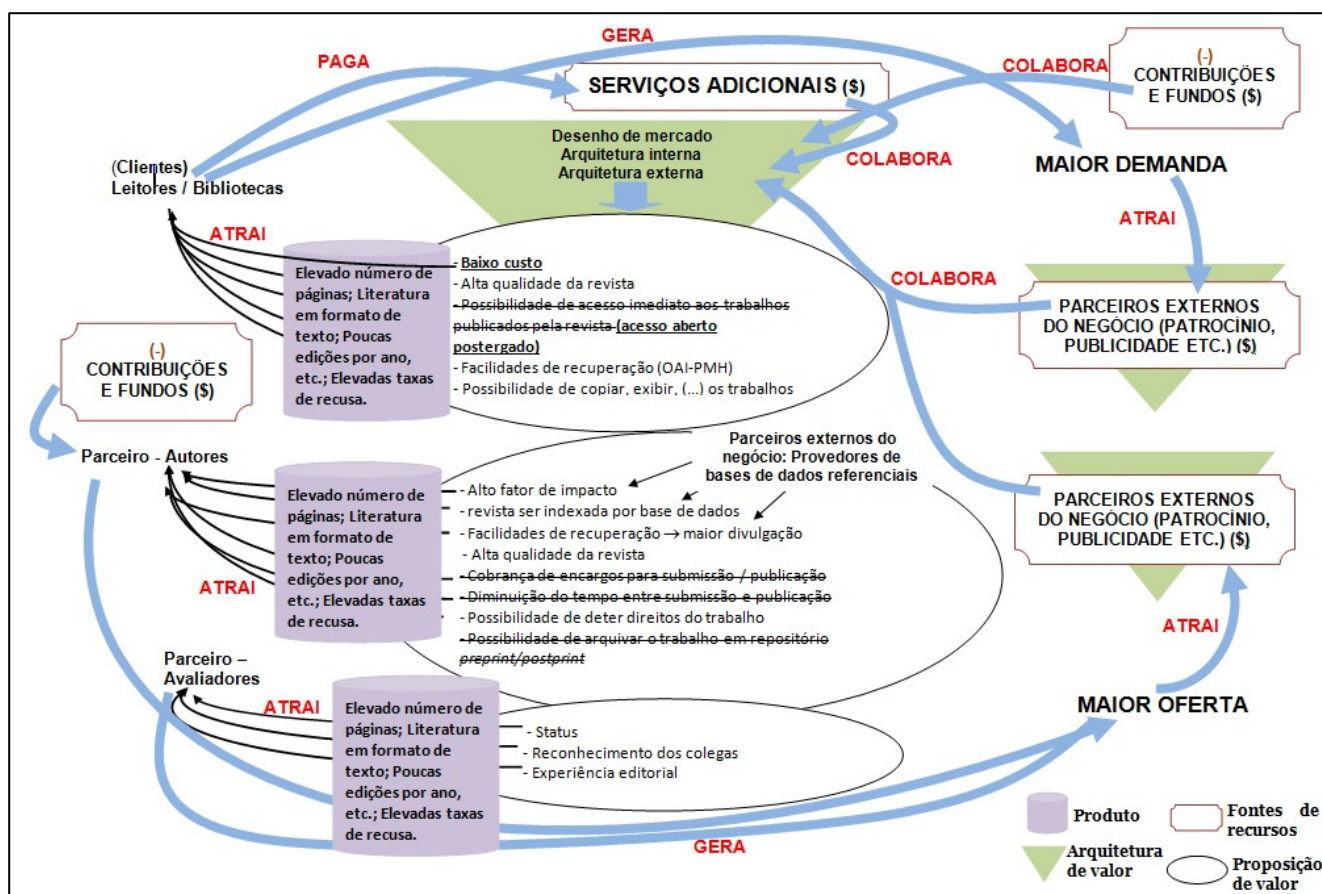 GERA
PAGA
COLABORA
(-)
CONTRIBUIÇÕES
E FUNDOS ($)
SERVIÇOS ADICIONAIS ($)
Desenho de mercado
Arquitetura interna
Arquitetura externa
COLABORA
MAIOR DEMANDA
(Clientes)
Leitores / Bibliotecas
ATRAI
ATRAI
Elevado número de
páginas; Literatura
em formato de
texto; Poucas
edições por ano,
etc.; Elevadas taxas
de recusa.
- Baixo custo
- Alta qualidade da revista
- Possibilidade de acesso imediato aos trabalhos
publicados pela revista (acesso aberto
postergado)
- Facilidades de recuperação (OAI-PMH)
- Possibilidade de copiar, exibir, (...) os trabalhos
COLABORA
PARCEIROS EXTERNOS
DO NEGÓCIO (PATROCÍNIO,
PUBLICIDADE ETC.) ($)
(-)
CONTRIBUIÇÕES
E FUNDOS ($)
Parceiro - Autores
ATRAI
Elevado número de
páginas; Literatura
em formato de
texto; Poucas
edições por ano,
etc.; Elevadas taxas
de recusa.
Parceiros externos do
negócio: Provedores de
bases de dados referenciais
- Alto fator de impacto
- revista ser indexada por base de dados
- Facilidades de recuperação → maior divulgação
- Alta qualidade da revista
- Cobrança de encargos para submissão / publicação
- Diminuição do tempo entre submissão e publicação
- Possibilidade de deter direitos do trabalho
- Possibilidade de arquivar o trabalho em repositório
preprint/postprint
PARCEIROS EXTERNOS
DO NEGÓCIO (PATROCÍNIO,
PUBLICIDADE ETC.) ($)
ATRAI
MAIOR OFERTA
Parceiro –
Avaliadores
ATRAI
Elevado número de
páginas; Literatura
em formato de
texto; Poucas
edições por ano,
etc.; Elevadas taxas
de recusa.
- Status
- Reconhecimento dos colegas
- Experiência editorial
GERA
Produto
Fontes de
recursos
Arquitetura
de valor
Proposição
de valor